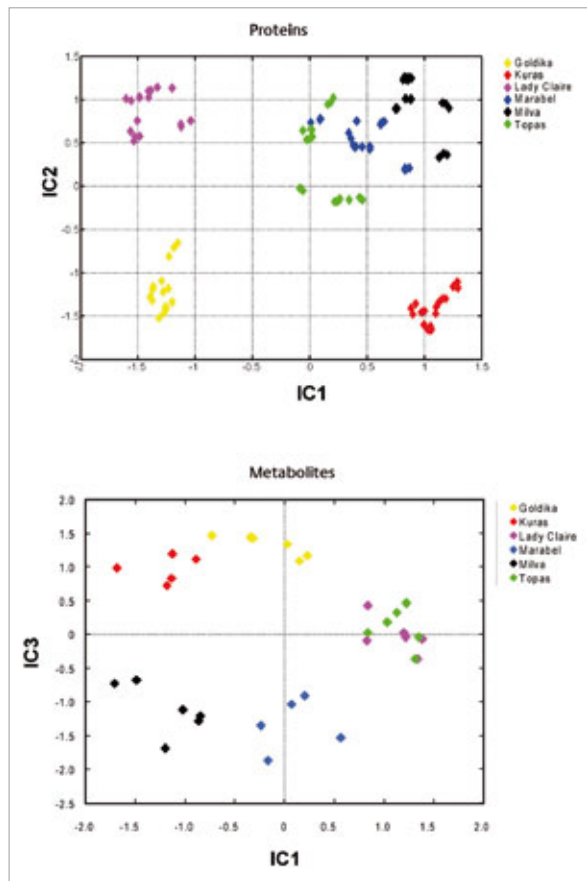 Proteins
Goldika
Kuras
Lady Claire
Marabel
Milva
Topas
IC2
1.5
1
0.5
0
-0.5
-1
-1.5
-2
-2
-1.5
-1
-0.5
0
0.5
1
1.5
IC1
Metabolites
Goldika
Kuras
Lady Claire
Marabel
Milva
Topas
IC3
2.0
1.5
1.0
0.5
0
-0.5
-1.0
-1.5
-2.0
-2.5
-2.0
-1.5
-1.0
-0.5
0
0.5
1.0
1.5
2.0
IC1